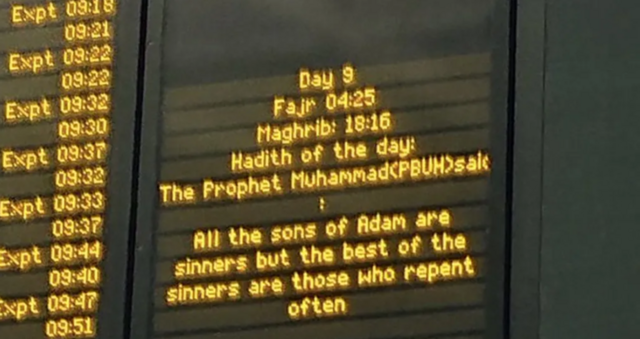 Expt 09:18
09:21
Expt 09:22
09:22
Expt 09:32
09:30
Expt 09:37
09:32
Expt 09:33
09:37
Expt 09:44
09:40
Expt 09:47
09:51
Day 9
Fajr 04:25
Maghrib: 18:16
Hadith of the day:
The Prophet Muhammad(PBUH)said
:
All the sons of Adam are
sinners but the best of the
sinners are those who repent
often